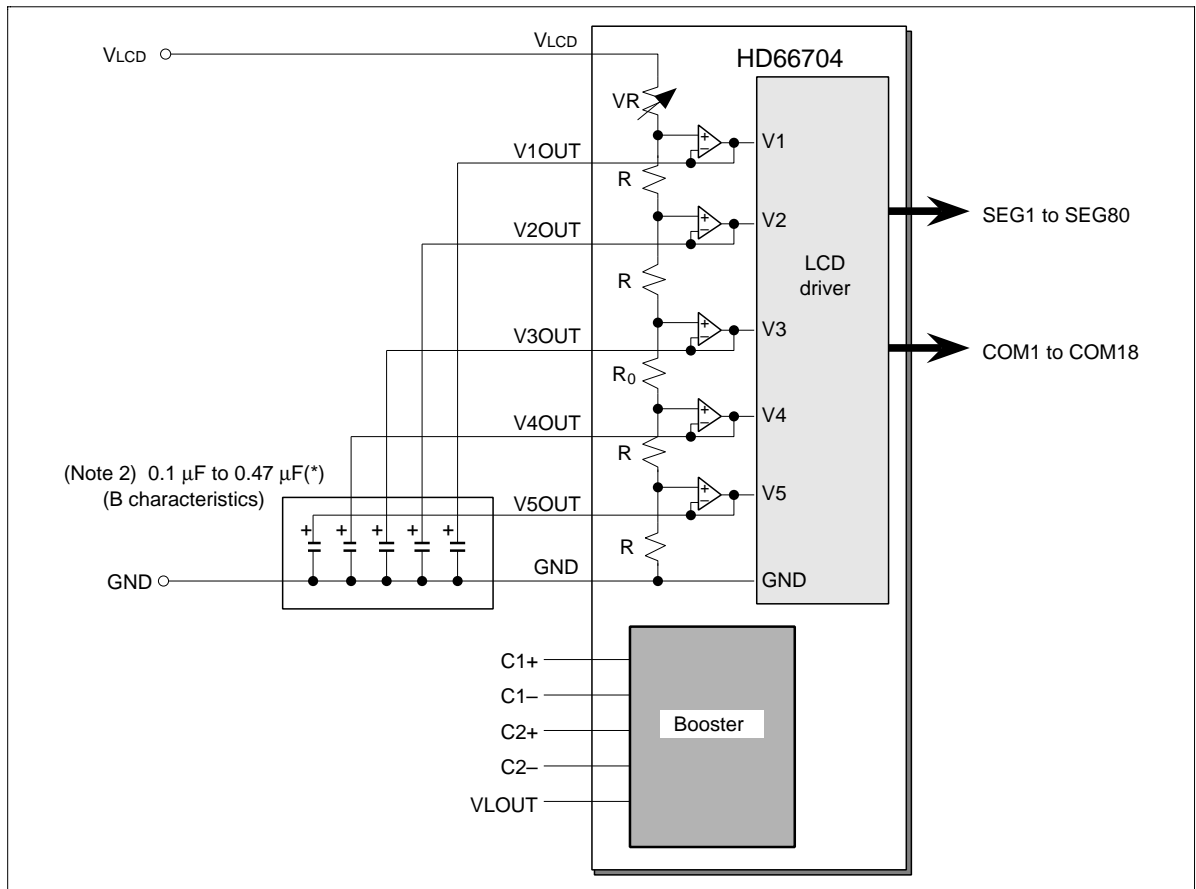 VLCD
VLCD
HD66704
VR
V1
V1OUT
R
V2
V2OUT
SEG1 to SEG80
LCD
driver
R
V3
V3OUT
COM1 to COM18
R0
V4
V4OUT
R
(Note 2) 0.1 µF to 0.47 µF(*)
(B characteristics)
V5
V5OUT
R
GND
GND
GND
C1+
C1–
C2+
C2–
VLOUT
Booster
+ + + + +
+
–
+
–
+
–
+
–
+
–